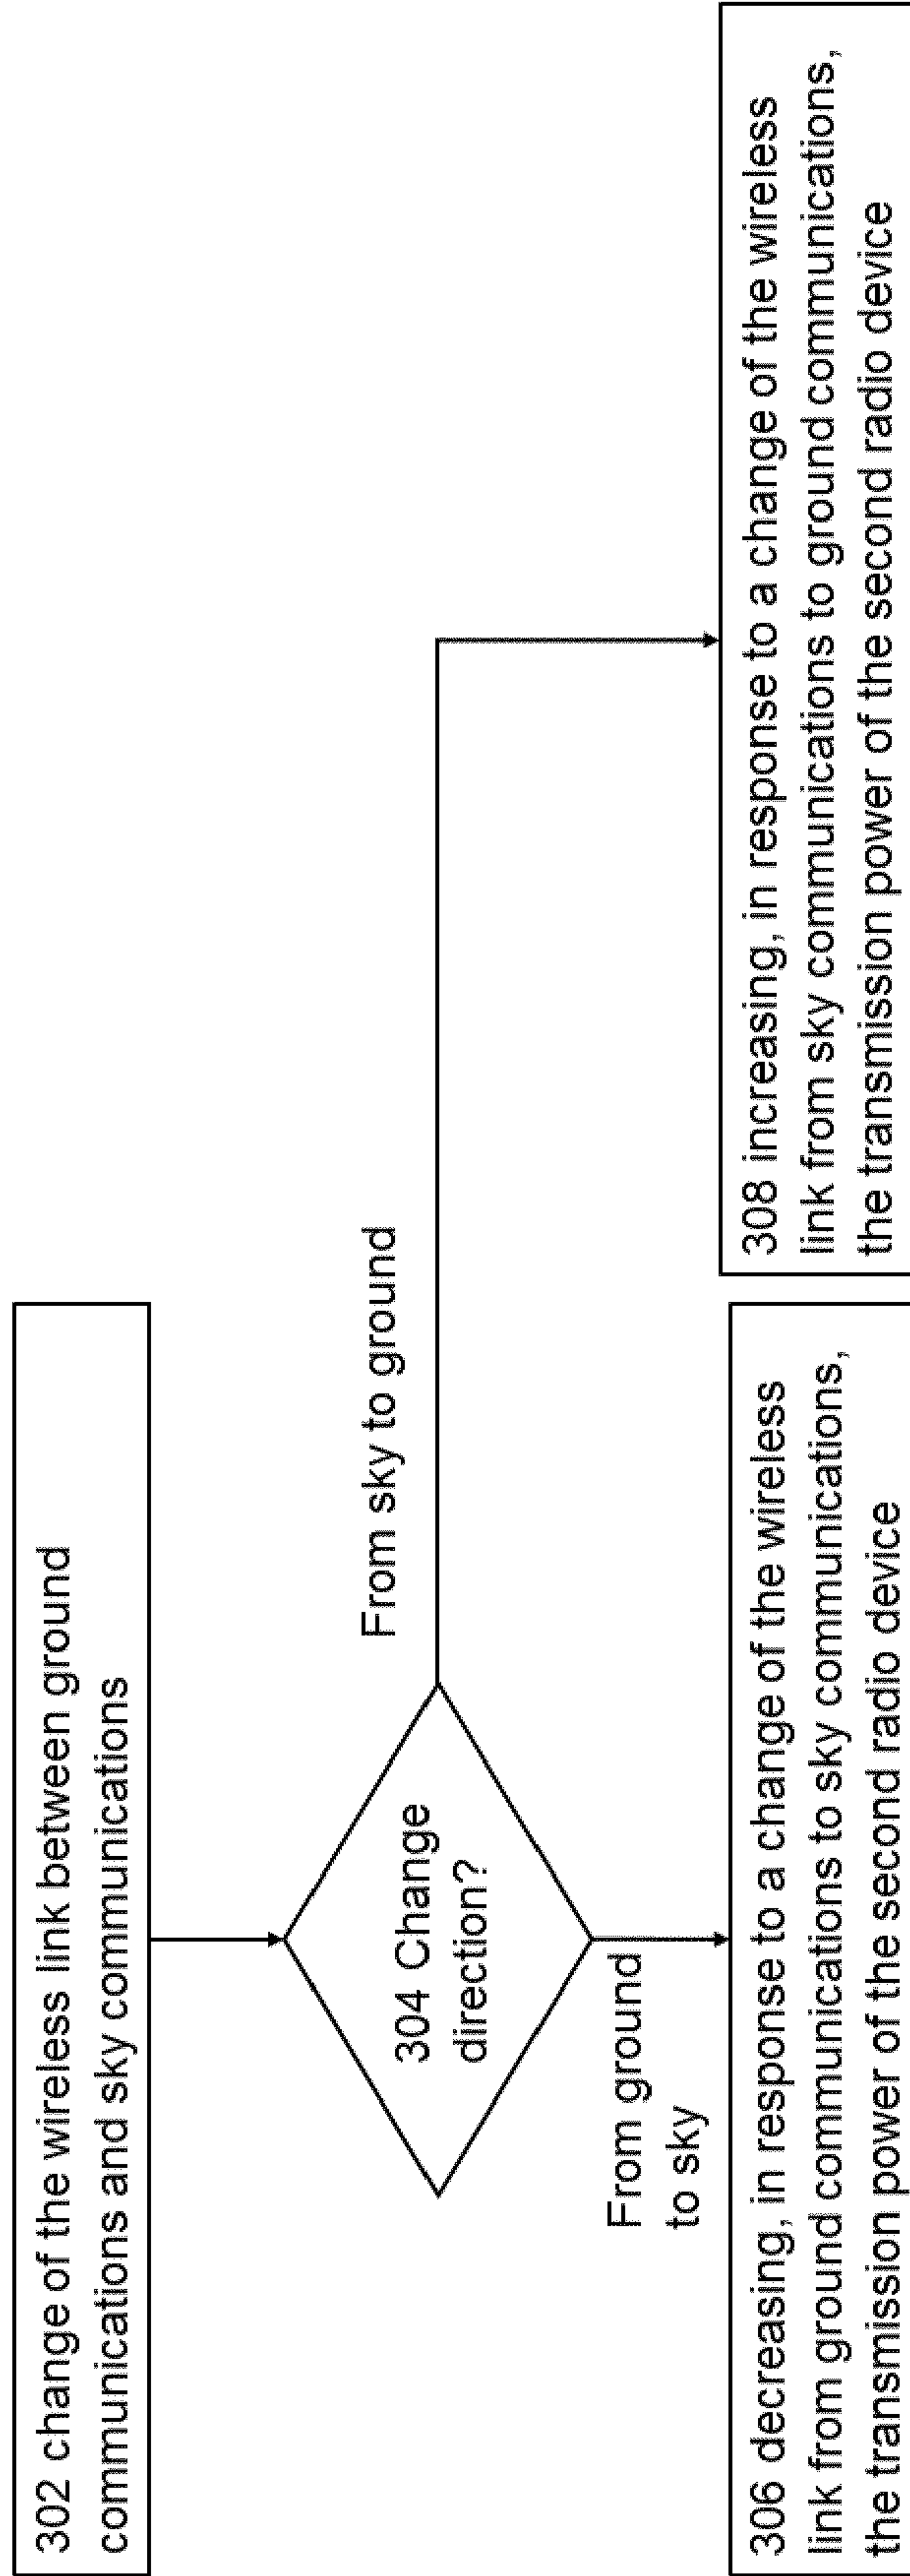 302 change of the wireless link between ground
communications and sky communications
304 Change
direction?
From sky to ground
From ground
to sky
306 decreasing, in response to a change of the wireless
link from ground communications to sky communications,
the transmission power of the second radio device
308 increasing, in response to a change of the wireless
link from sky communications to ground communications,
the transmission power of the second radio device